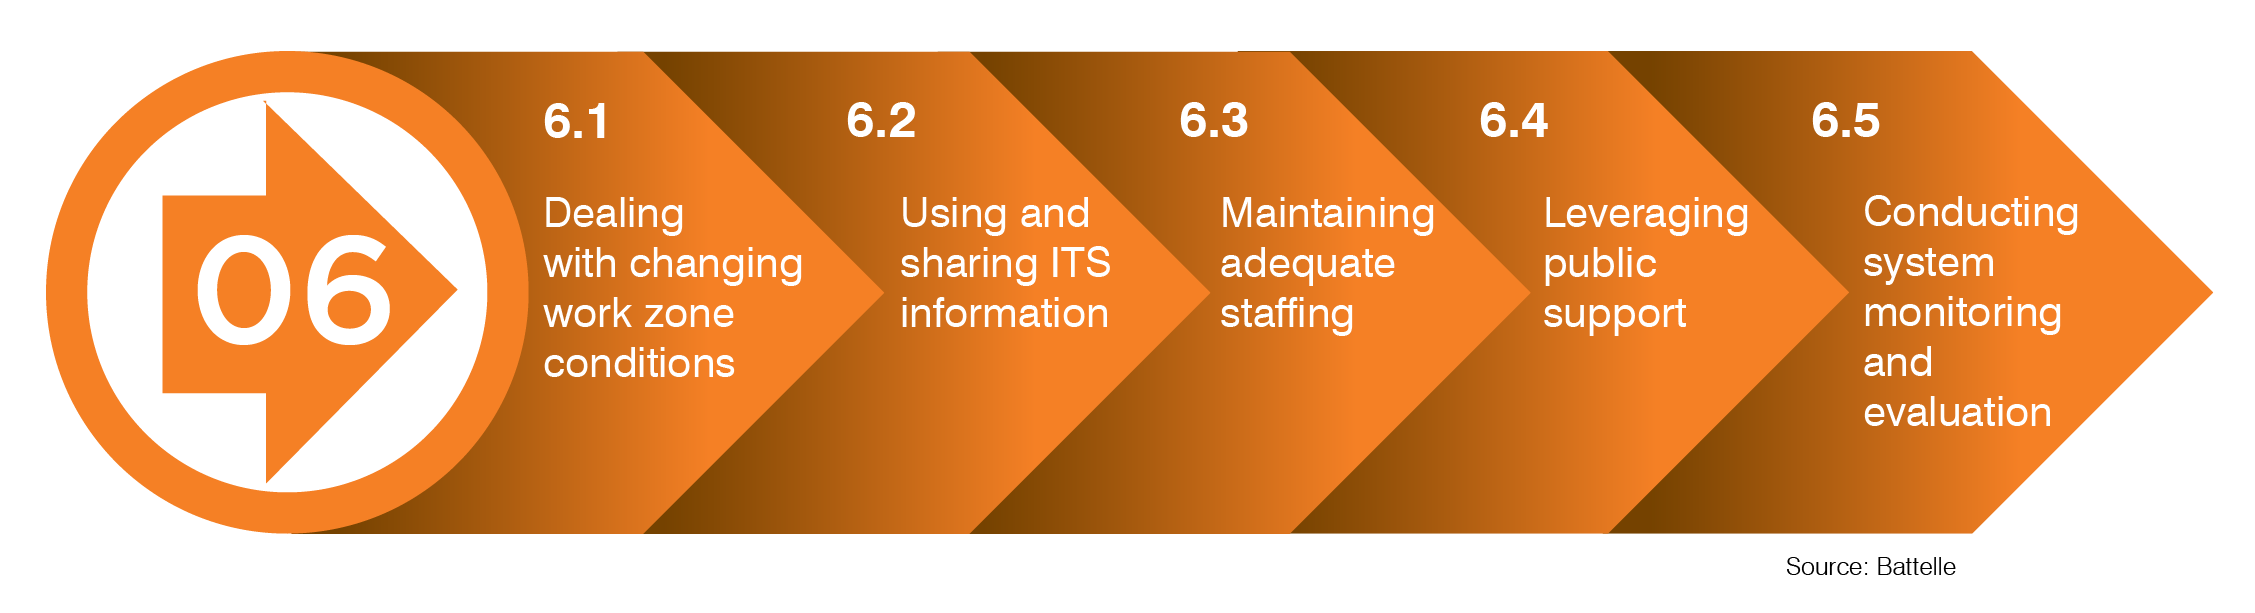 06
6.1
Dealing
with changing
work zone
conditions
6.2
Using and
sharing ITS
information
6.3
Maintaining
adequate
staffing
6.4
Leveraging
public
support
6.5
Conducting
system
monitoring
and
evaluation
Source: Battelle